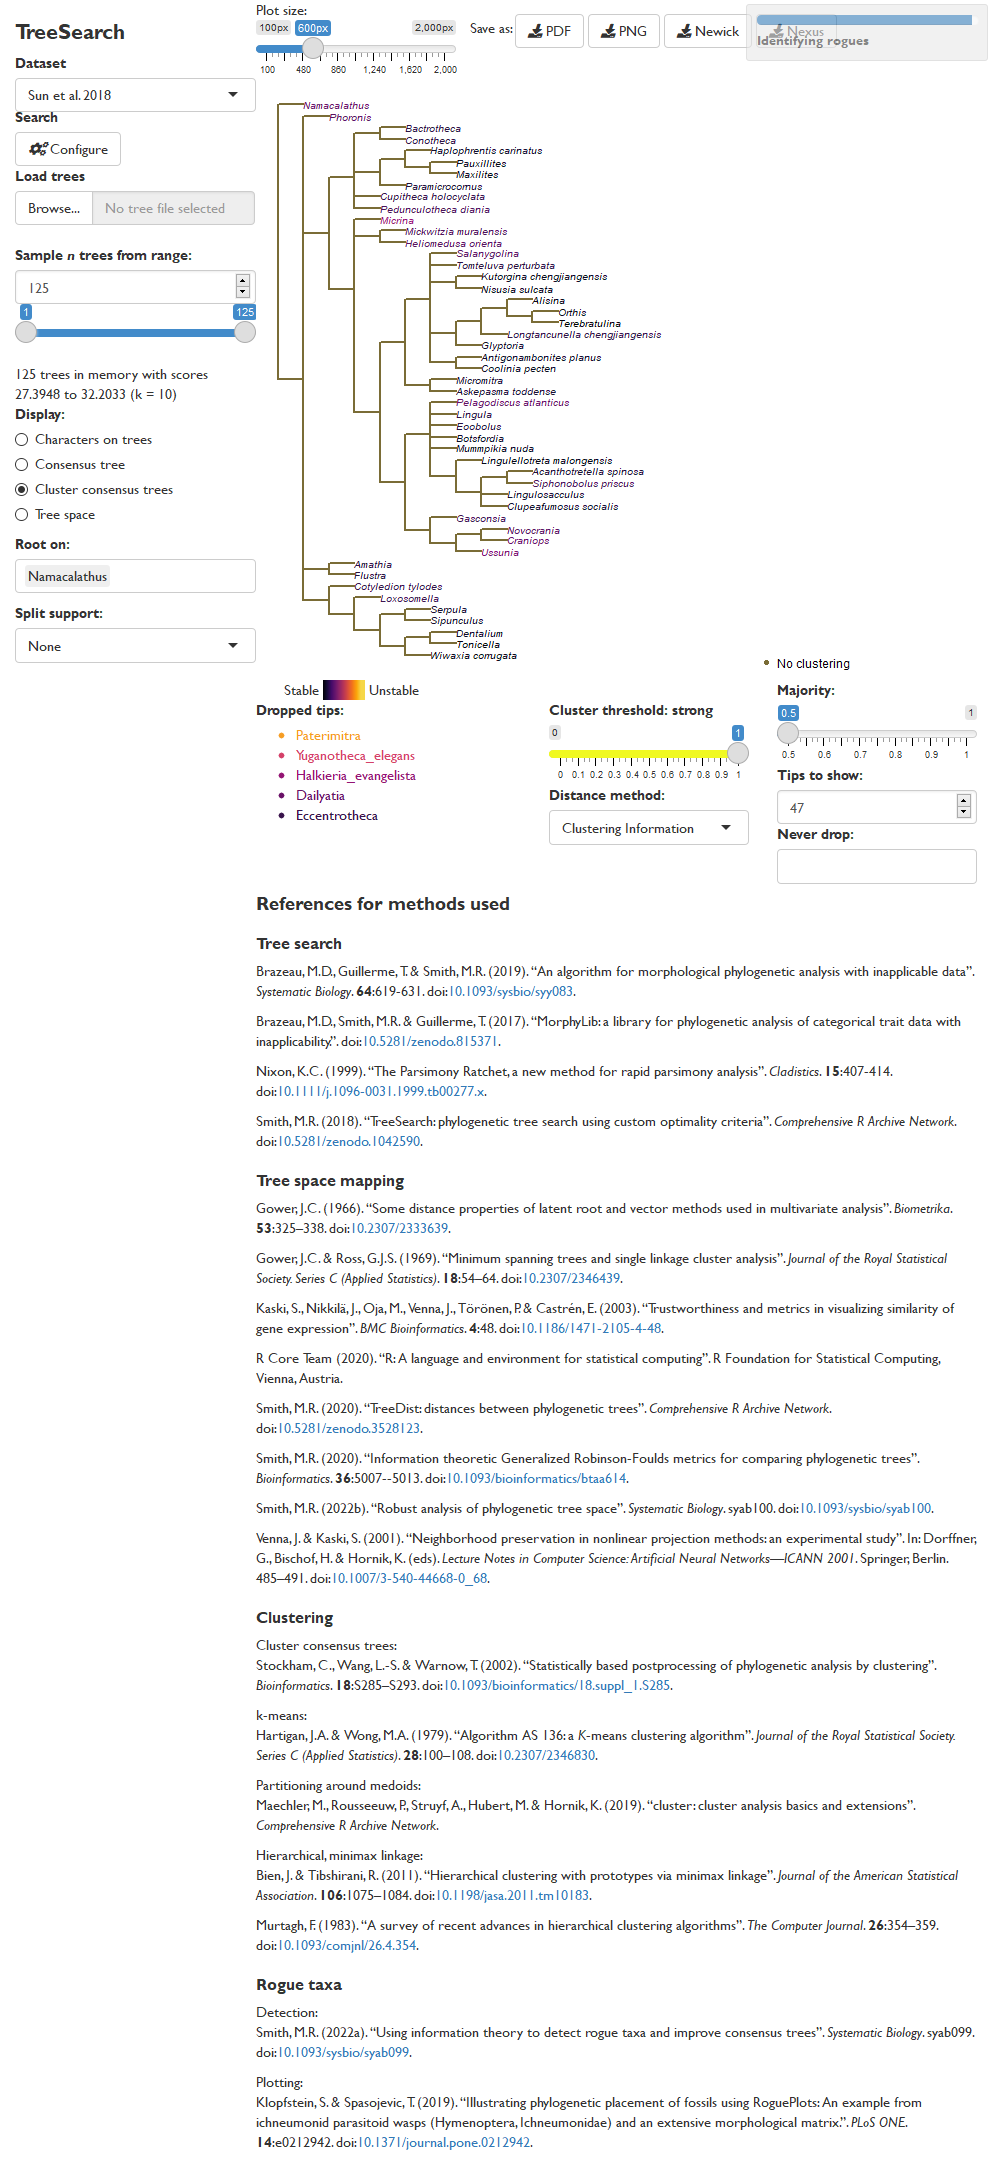 TreeSearch
Dataset
Sun et al. 2018
Search
Configure
Load trees
Browse... No tree file selected
Sample n trees from range:
125
1 125
125 trees in memory with scores
27.3948 to 32.2033 (k = 10)
Display:
Characters on trees
Consensus tree
Cluster consensus trees
Tree space
Root on:
Namacalathus
Split support:
None
Plot size:
100px 600px 2,000px
100 480 860 1,240 1,620 2,000
Save as: PDF PNG Newick Nexus
Identifying rogues
Namacalathus
Phoronis
Bactrotheca
Conotheca
Haplophrentis carinatus
Pauxillites
Maxilites
Paramicrocornus
Cupitheca holocyclata
Pedunculotheca diania
Micrina
Mickwitzia muralensis
Heliomedusa orienta
Salanygolina
Tomteluva perturbata
Kutorgina chengjiangensis
Nisusia sulcata
Alisina
Orthis
Terebratulina
Longtancunella chengjiangensis
Glyptoria
Antigonambonites planus
Coolinia pecten
Micromitra
Askepasma toddense
Pelagodiscus atlanticus
Lingula
Eoobolus
Botsfordia
Mummpikia nuda
Lingulellotreta malongensis
Acanthotretella spinosa
Siphonobolus priscus
Lingulosacculus
Clupeafumosus socialis
Gasconsia
Novocrania
Craniops
Ussunia
Amathia
Flustra
Cotyledion tylodes
Loxosomella
Serpula
Sipunculus
Dentalium
Tonicella
Wiwaxia corrugata
No clustering
Stable Unstable
Dropped tips:
Paterimitra
Yuganotheca_elegans
Halkieria_evangelista
Dailyatia
Eccentrotheca
Cluster threshold: strong
0 1
0 0.1 0.2 0.3 0.4 0.5 0.6 0.7 0.8 0.9 1
Distance method:
Clustering Information
Majority:
0.5 1
0.5 0.6 0.7 0.8 0.9 1
Tips to show:
47
Never drop:
References for methods used
Tree search
Brazeau, M.D., Guillerme, T. & Smith, M.R. (2019). “An algorithm for morphological phylogenetic analysis with inapplicable data”.
Systematic Biology. 64:619-631. doi:10.1093/sysbio/syy083.
Brazeau, M.D., Smith, M.R. & Guillerme, T. (2017). “MorphyLib: a library for phylogenetic analysis of categorical trait data with
inapplicability.”. doi:10.5281/zenodo.815371.
Nixon, K.C. (1999). “The Parsimony Ratchet, a new method for rapid parsimony analysis”. Cladistics. 15:407-414.
doi:10.1111/j.1096-0031.1999.tb00277.x.
Smith, M.R. (2018). “TreeSearch: phylogenetic tree search using custom optimality criteria”. Comprehensive R Archive Network.
doi:10.5281/zenodo.1042590.
Tree space mapping
Gower, J.C. (1966). “Some distance properties of latent root and vector methods used in multivariate analysis”. Biometrika.
53:325–338. doi:10.2307/2333639.
Gower, J.C. & Ross, G.J.S. (1969). “Minimum spanning trees and single linkage cluster analysis”. Journal of the Royal Statistical
Society. Series C (Applied Statistics). 18:54–64. doi:10.2307/2346439.
Kaski, S., Nikkilä, J., Oja, M., Venna, J., Törönen, P. & Castrén, E. (2003). “Trustworthiness and metrics in visualizing similarity of
gene expression”. BMC Bioinformatics. 4:48. doi:10.1186/1471-2105-4-48.
R Core Team (2020). “R: A language and environment for statistical computing”. R Foundation for Statistical Computing,
Vienna, Austria.
Smith, M.R. (2020). “TreeDist: distances between phylogenetic trees”. Comprehensive R Archive Network.
doi:10.5281/zenodo.3528123.
Smith, M.R. (2020). “Information theoretic Generalized Robinson-Foulds metrics for comparing phylogenetic trees”.
Bioinformatics. 36:5007--5013. doi:10.1093/bioinformatics/btaa614.
Smith, M.R. (2022b). “Robust analysis of phylogenetic tree space”. Systematic Biology. syab100. doi:10.1093/sysbio/syab100.
Venna, J. & Kaski, S. (2001). “Neighborhood preservation in nonlinear projection methods: an experimental study”. In: Dorffner,
G., Bischof, H. & Hornik, K. (eds). Lecture Notes in Computer Science: Artificial Neural Networks—ICANN 2001. Springer, Berlin.
485–491. doi:10.1007/3-540-44668-0_68.
Clustering
Cluster consensus trees:
Stockham, C., Wang, L.-S. & Warnow, T. (2002). “Statistically based postprocessing of phylogenetic analysis by clustering”.
Bioinformatics. 18:S285–S293. doi:10.1093/bioinformatics/18.suppl_1.S285.
k-means:
Hartigan, J.A. & Wong, M.A. (1979). “Algorithm AS 136: a K-means clustering algorithm”. Journal of the Royal Statistical Society.
Series C (Applied Statistics). 28:100–108. doi:10.2307/2346830.
Partitioning around medoids:
Maechler, M., Rousseeuw, P., Struyf, A., Hubert, M. & Hornik, K. (2019). “cluster: cluster analysis basics and extensions”.
Comprehensive R Archive Network.
Hierarchical, minimax linkage:
Bien, J. & Tibshirani, R. (2011). “Hierarchical clustering with prototypes via minimax linkage”. Journal of the American Statistical
Association. 106:1075–1084. doi:10.1198/jasa.2011.tm10183.
Murtagh, F. (1983). “A survey of recent advances in hierarchical clustering algorithms”. The Computer Journal. 26:354–359.
doi:10.1093/comjnl/26.4.354.
Rogue taxa
Detection:
Smith, M.R. (2022a). “Using information theory to detect rogue taxa and improve consensus trees”. Systematic Biology. syab099.
doi:10.1093/sysbio/syab099.
Plotting:
Klopfstein, S. & Spasojevic, T. (2019). “Illustrating phylogenetic placement of fossils using RoguePlots: An example from
ichneumonid parasitoid wasps (Hymenoptera, Ichneumonidae) and an extensive morphological matrix.”. PLoS ONE.
14:e0212942. doi:10.1371/journal.pone.0212942.